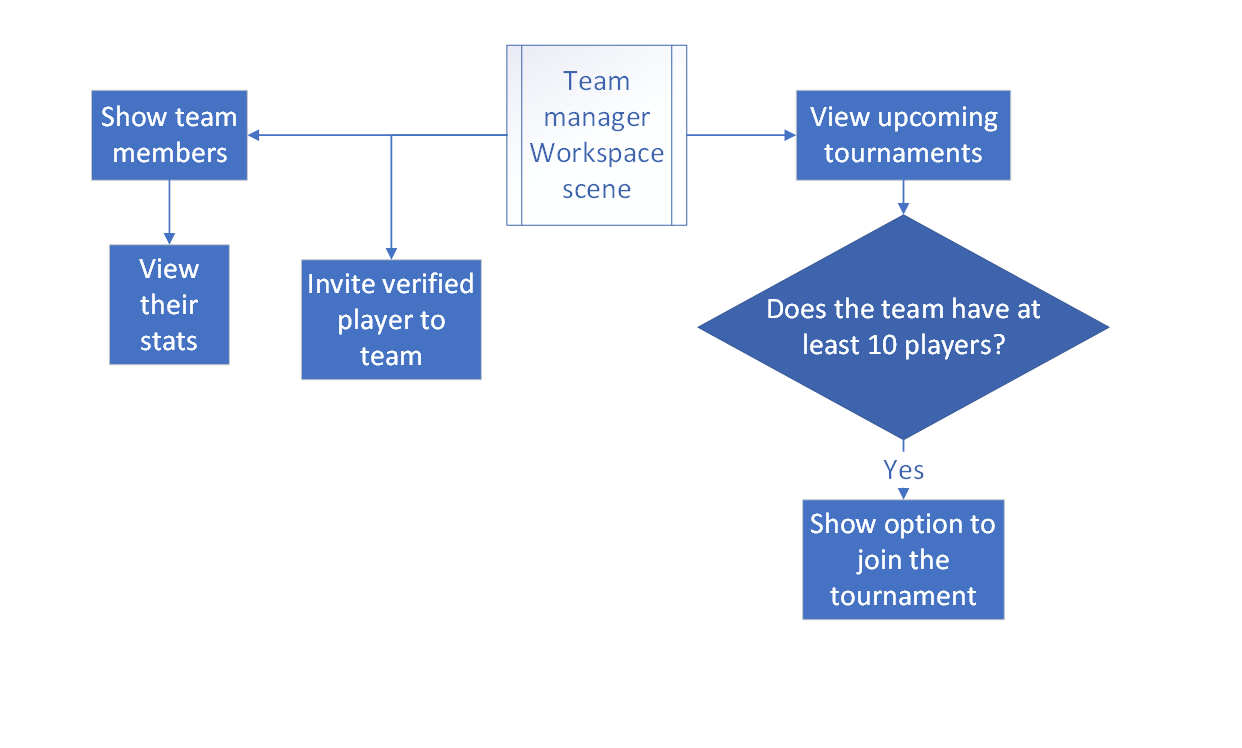 Team
manager
Workspace
scene
Show team
members
View upcoming
tournaments
View
their
stats
Invite verified
player to
team
Does the team have at
least 10 players?
Yes
Show option to
join the
tournament